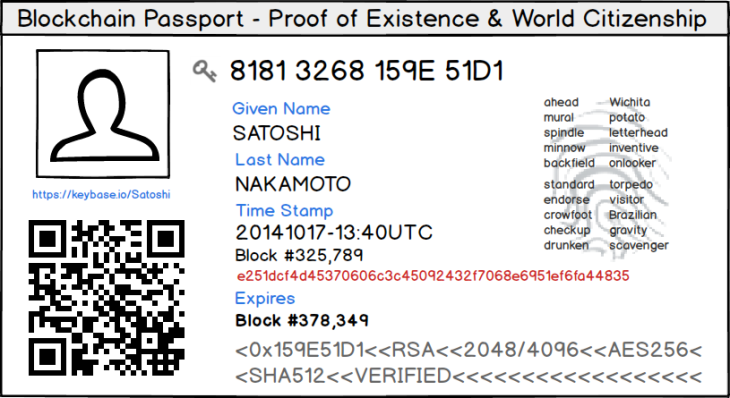 Blockchain Passport - Proof of Existence & World Citizenship
8181 3268 159E 51D1
Given Name
SATOSHI
Last Name
NAKAMOTO
Time Stamp
20141017-13:40UTC
Block #325,789
e251dcf4d45370606c3c45092432f7068e6951ef6fa44835
Expires
Block #378,349
https://keybase.io/Satoshi
ahead Wichita
mural potato
spindle letterhead
minnow inventive
backfield onlooker
standard torpedo
endorse visitor
crowfoot Brazilian
checkup gravity
drunken scavenger
<0x159E51D1<<RSA<<2048/4096<<AES256<
<SHA512<<VERIFIED<<<<<<<<<<<<<<<<<<